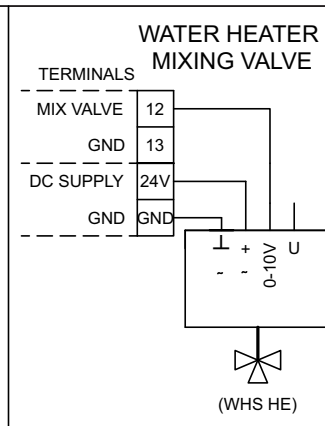 WATER HEATER
MIXING VALVE
TERMINALS
MIX VALVE 12
GND 13
DC SUPPLY 24V
GND GND
⊥ + 0-10V U
~ ~
(WHS HE)